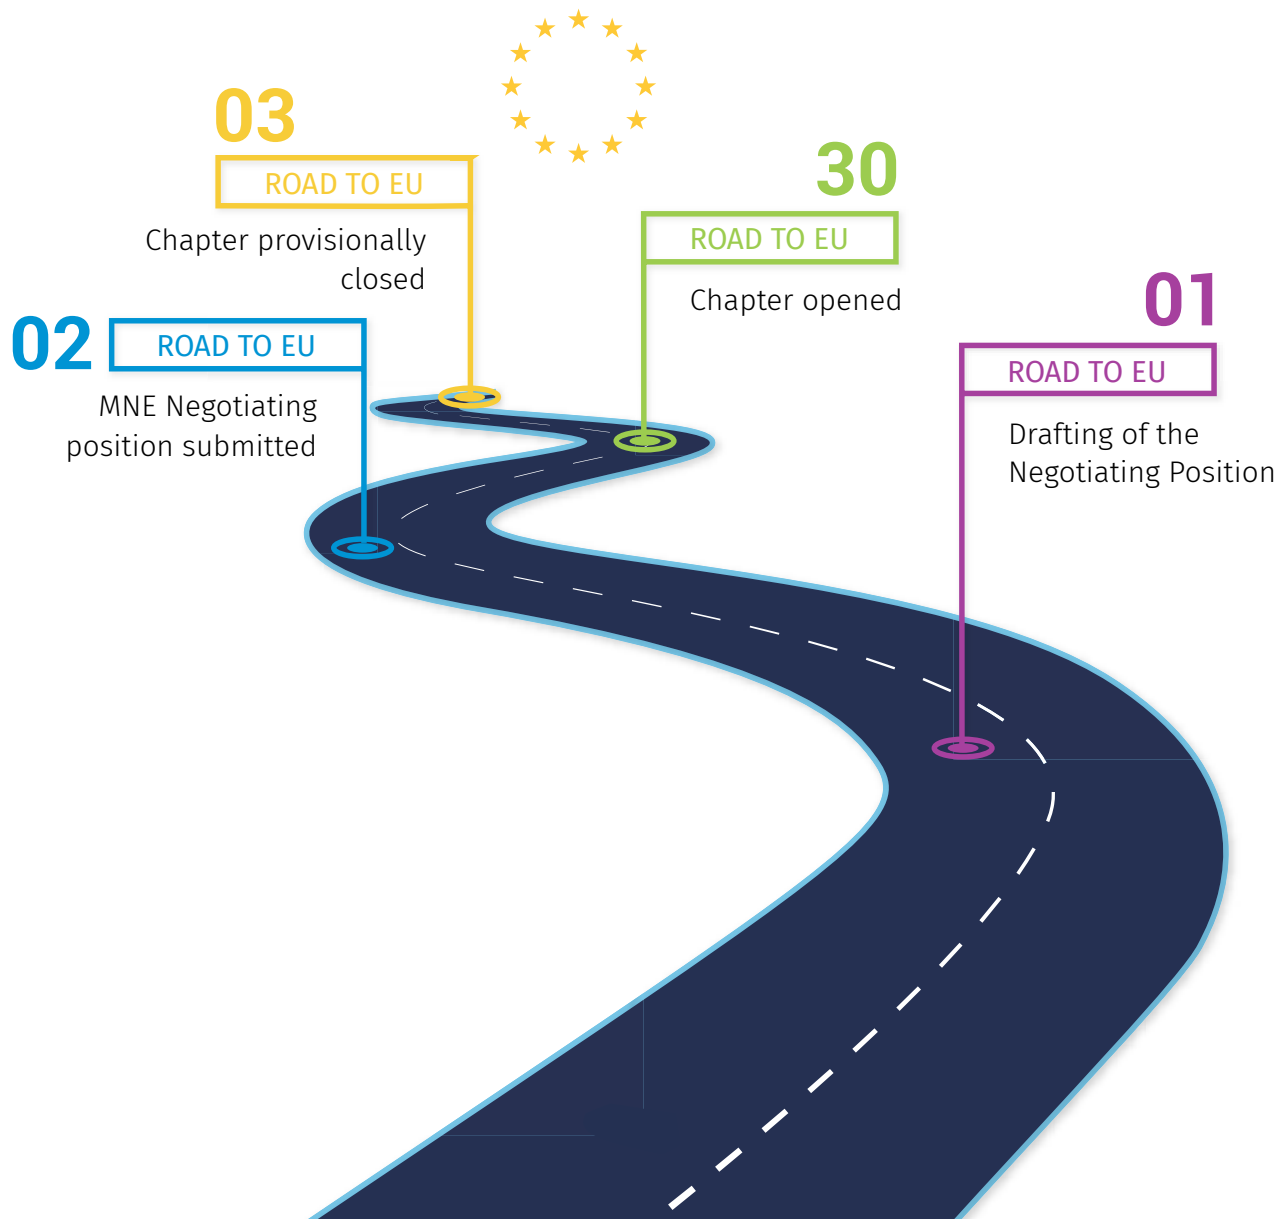 03
ROAD TO EU
Chapter provisionally
closed
30
ROAD TO EU
Chapter opened
02
ROAD TO EU
MNE Negotiating
position submitted
01
ROAD TO EU
Drafting of the
Negotiating Position